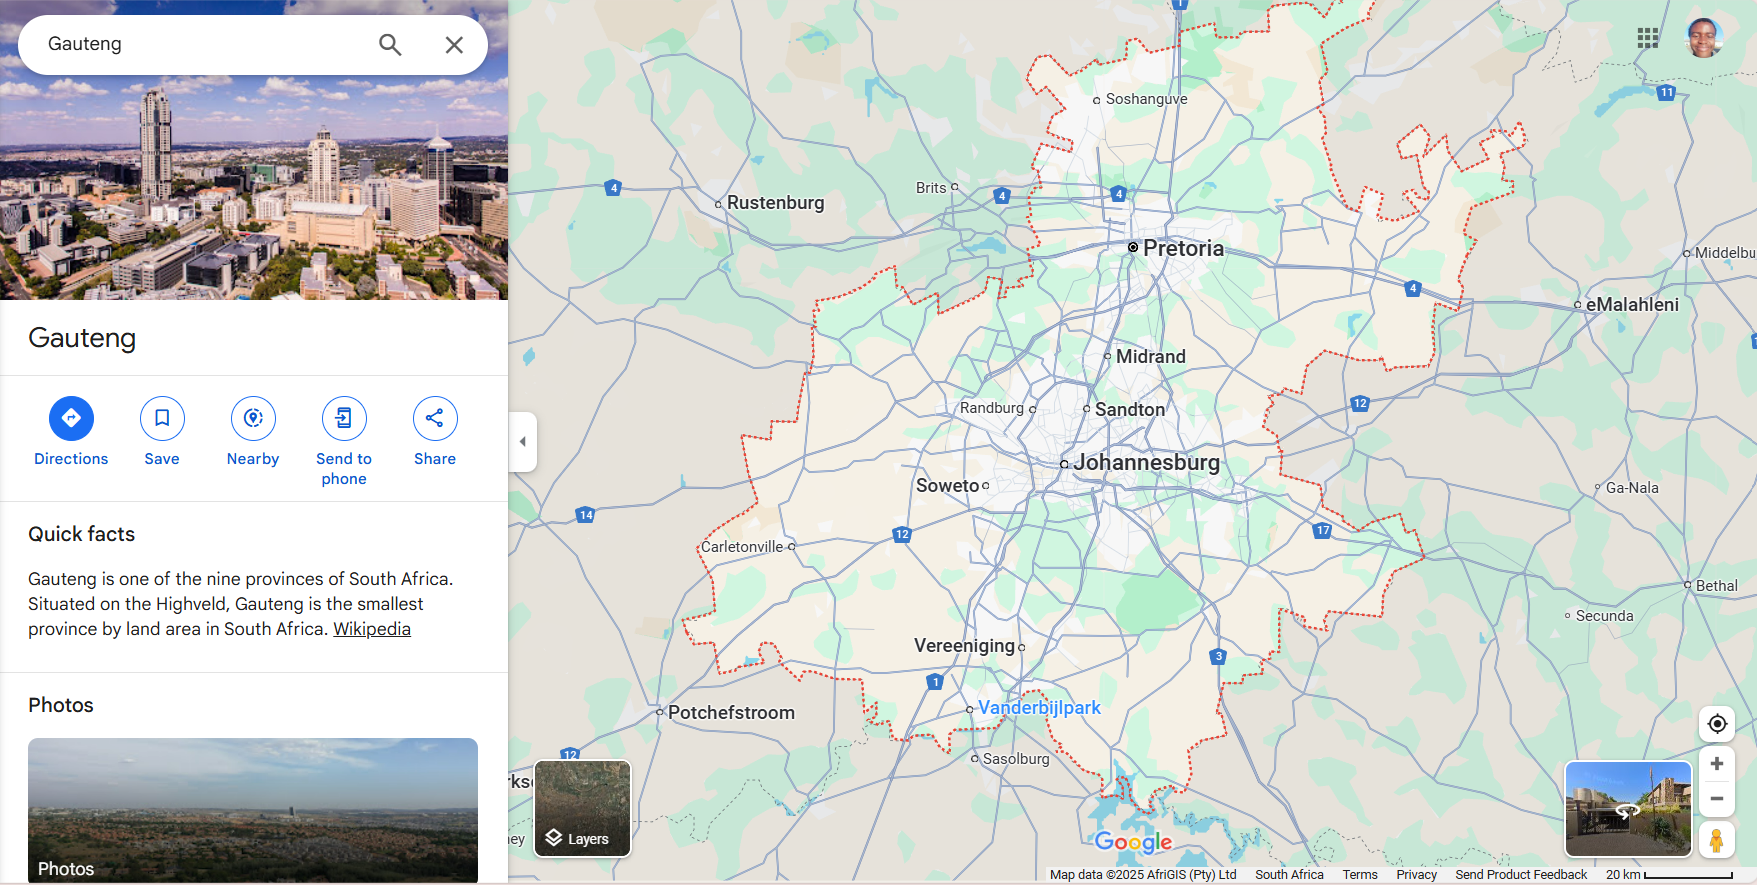 Gauteng
Gauteng
Directions
Save
Nearby
Send to
phone
Share
Quick facts
Gauteng is one of the nine provinces of South Africa.
Situated on the Highveld, Gauteng is the smallest
province by land area in South Africa. Wikipedia
Photos
Photos
1
11
Soshanguve
4
Brits
4
4
Rustenburg
Pretoria
Middelbu
4
eMalahleni
Midrand
12
Randburg
Sandton
Johannesburg
Soweto
Ga-Nala
14
12
17
Carletonville
Bethal
Secunda
Vereeniging
3
1
Vanderbijlpark
Potchefstroom
12
Sasolburg
rks
ey
Layers
Google
Map data ©2025 AfriGIS (Pty) Ltd South Africa Terms Privacy Send Product Feedback 20 km